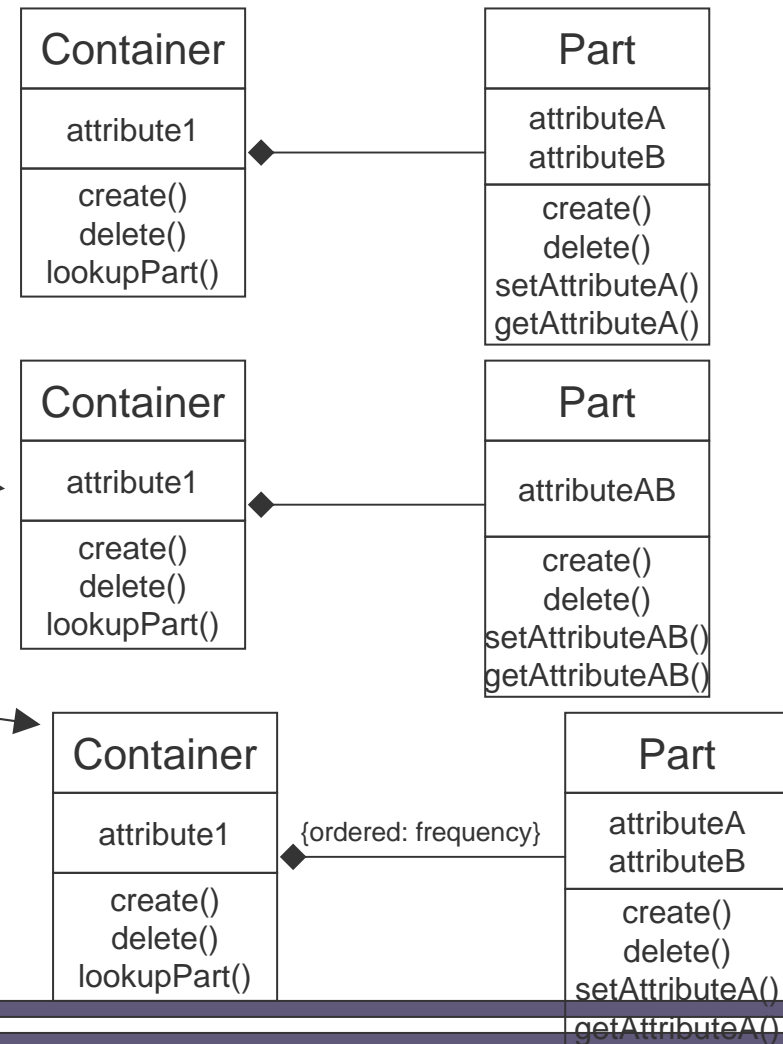 Container
attribute1
create()
delete()
lookupPart()
Part
attributeA
attributeB
create()
delete()
setAttributeA()
getAttributeA()
Container
attribute1
create()
delete()
lookupPart()
Part
attributeAB
create()
delete()
setAttributeAB()
getAttributeAB()
Container
attribute1
create()
delete()
lookupPart()
{ordered: frequency}
Part
attributeA
attributeB
create()
delete()
setAttributeA()
getAttributeA()